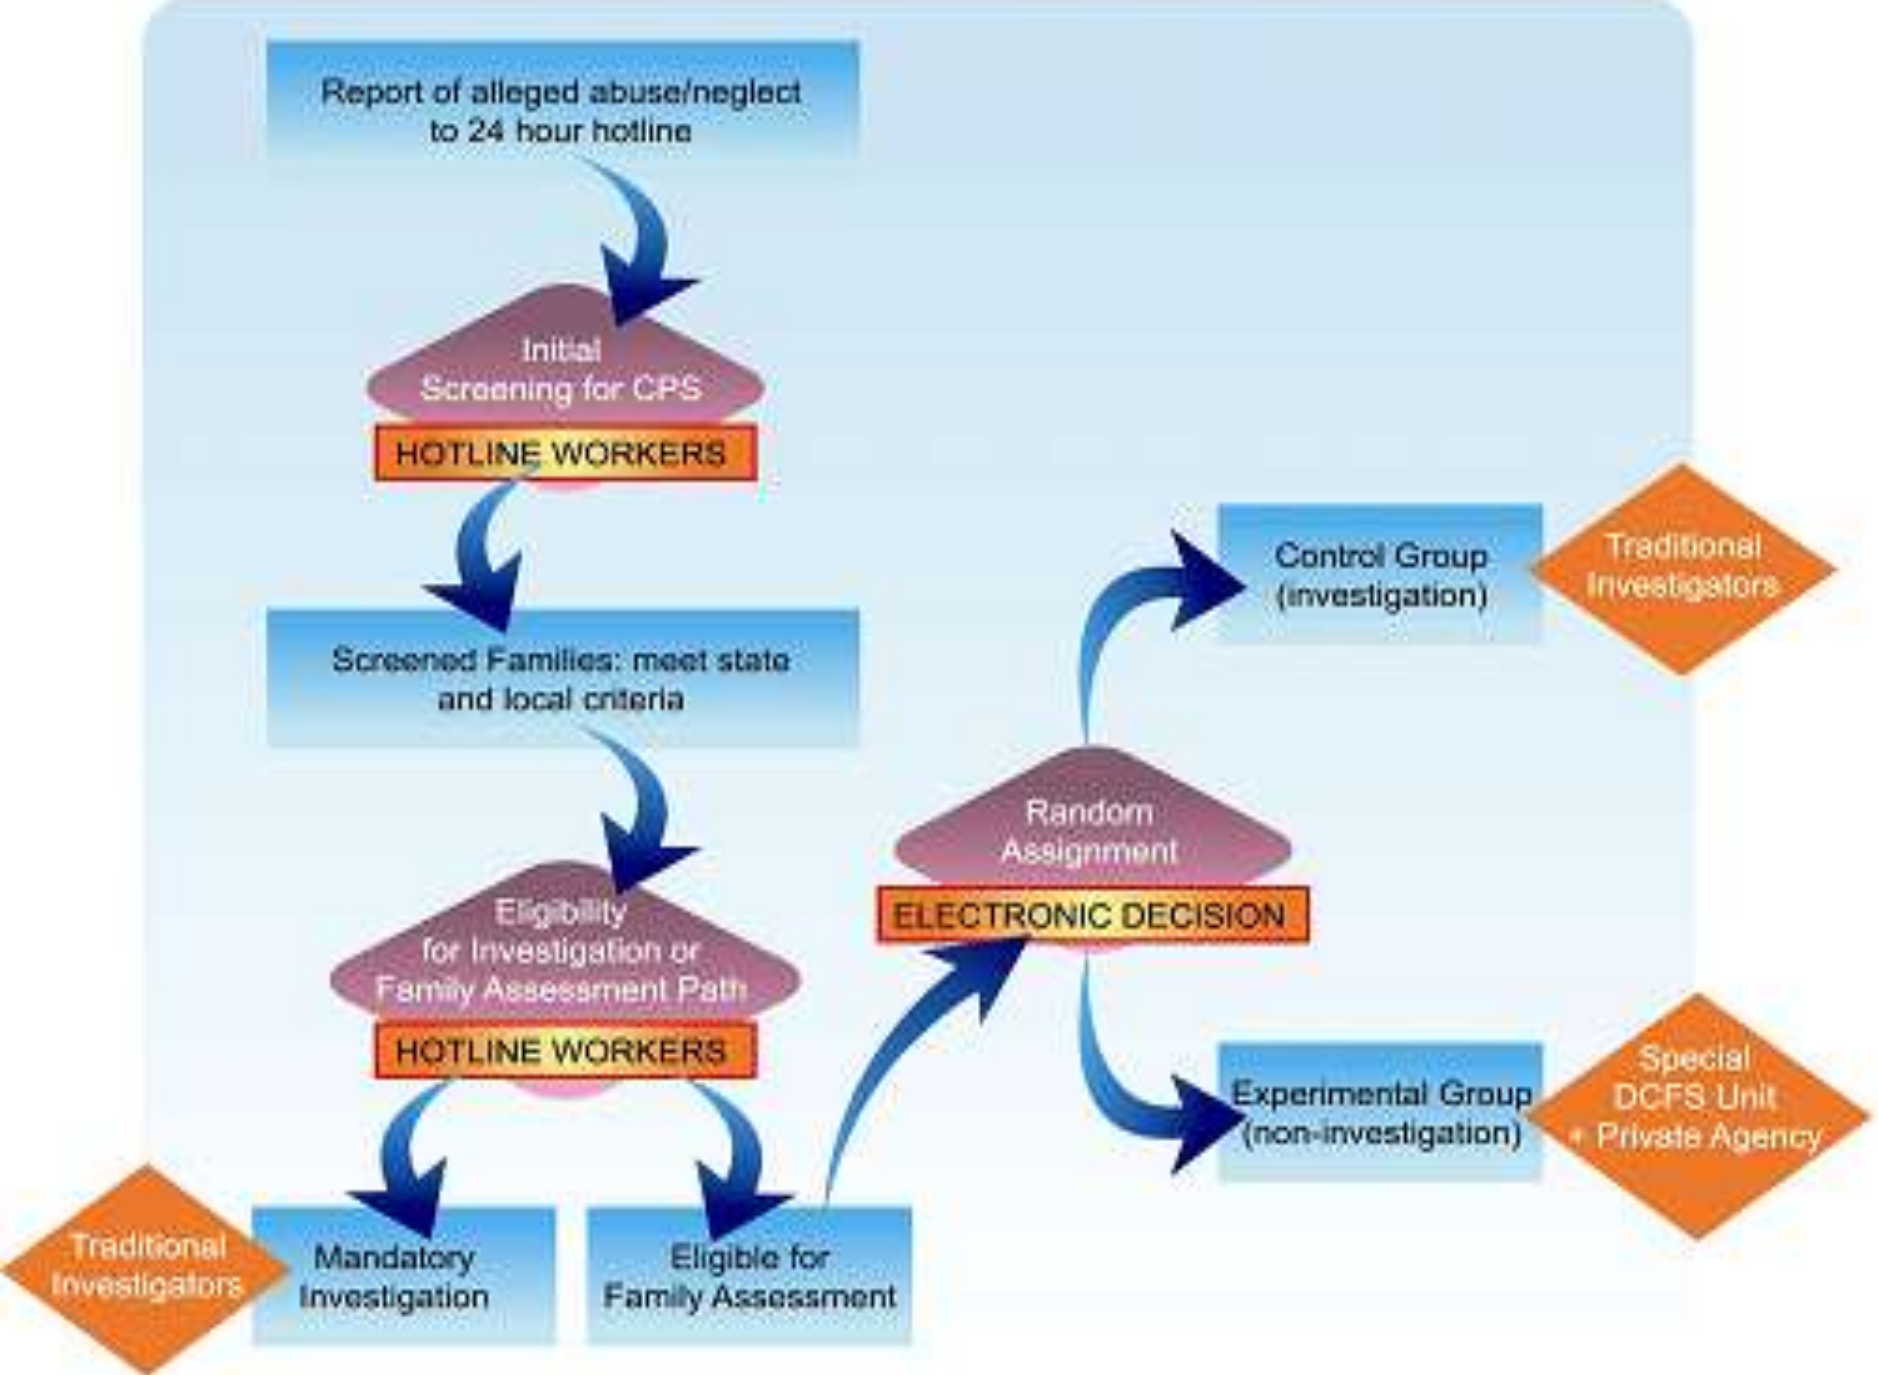 Report of alleged abuse/neglect
to 24 hour hotline
Initial
Screening for CPS
HOTLINE WORKERS
Screened Families: meet state
and local criteria
Eligibility
for Investigation or
Family Assessment Path
HOTLINE WORKERS
Traditional
Investigators
Mandatory
Investigation
Eligible for
Family Assessment
Random
Assignment
ELECTRONIC DECISION
Control Group
(investigation)
Traditional
Investigators
Experimental Group
(non-investigation)
Special
DCFS Unit
+ Private Agency